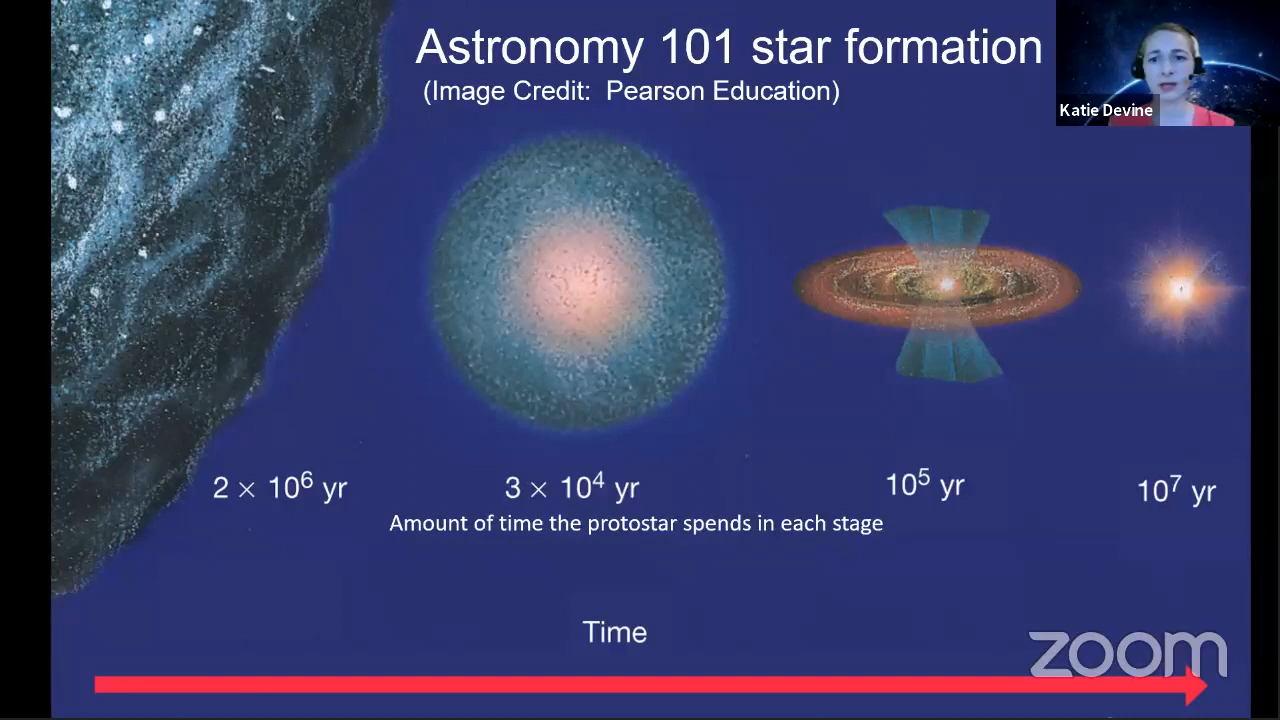 Astronomy 101 star formation
(Image Credit: Pearson Education)
Katie Devine
2 × 10⁶ yr
3 × 10⁴ yr
10⁵ yr
10⁷ yr
Amount of time the protostar spends in each stage
Time
zoom